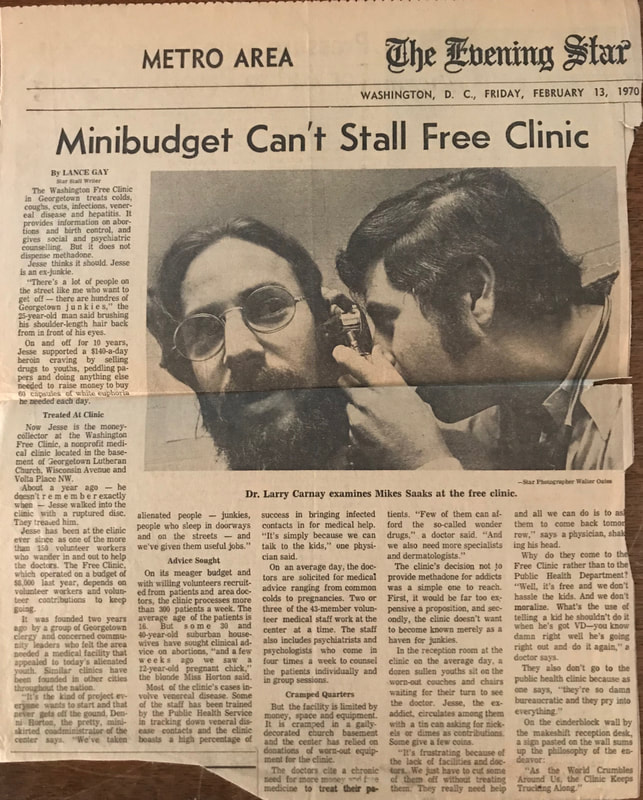 METRO AREA
The Evening Star
WASHINGTON, D. C., FRIDAY, FEBRUARY 13, 1970
Minibudget Can't Stall Free Clinic
By LANCE GAY
Star Staff Writer
The Washington Free Clinic
in Georgetown treats colds,
coughs, cuts, infections, vener-
eal disease and hepatitis. It
provides information on abor-
tions and birth control, and
gives social and psychiatric
counselling. But it does not
dispense methadone.
Jesse thinks it should. Jesse
is an ex-junkie.
"There's a lot of people on
the street like me who want to
get off — there are hundres of
Georgetown junkies," the
25-year-old man said brushing
his shoulder-length hair back
from in front of his eyes.
On and off for 10 years,
Jesse supported a $140-a-day
heroin craving by selling
drugs to youths, peddling pa-
pers and doing anything else
needed to raise money to buy
60 capsules of white euphoria
he needed each day.
Treated At Clinic
Now Jesse is the money-
collector at the Washington
Free Clinic, a nonprofit medi-
cal clinic located in the base-
ment of Georgetown Lutheran
Church, Wisconsin Avenue and
Volta Place NW.
About a year ago — he
doesn't remember exactly
when — Jesse walked into the
clinic with a ruptured disc.
They treated him.
Jesse has been at the clinic
ever since as one of the more
than 250 volunteer workers
who wander in and out to help
the doctors. The Free Clinic,
which operated on a budget of
last year, depends on
volunteer workers and volun-
teer contributions to keep
going.
It was founded two years
ago by a group of Georgetown
clergy and concerned commu-
nity leaders who felt the area
needed a medical facility that
appealed to today's alienated
youth. Similar clinics have
been founded in other cities
throughout the nation.
"It's the kind of project ev-
eryone wants to start and that
never gets off the ground, Den-
Horton, the pretty, mini-
skirted coadministrator of the
center says. "We've taken
—Star Photographer Walter Oates
Dr. Larry Carnay examines Mikes Saaks at the free clinic.
alienated people — junkies,
people who sleep in doorways
and on the streets — and
we've given them useful jobs."
Advice Sought
On its meager budget and
with willing volunteers recruit-
ed from patients and area doc-
tors, the clinic processes more
than 300 patients a week. The
average age of the patients is
18. But some 30 and
40-year-old suburban house-
wives have sought clinical ad-
vice on abortions, "and a few
weeks ago we saw a
12-year-old pregnant chick,"
the blonde Miss Horton said.
Most of the clinic's cases in-
volve venereal disease. Some
of the staff has been trained
by the Public Health Service
in tracking down venereal dis-
ease contacts and the clinic
boasts a high percentage of
success in bringing infected
contacts in for medical help.
"It's simply because we can
talk to the kids," one physi-
cian said.
On an average day, the doc-
tors are solicited for medical
advice ranging from common
colds to pregnancies. Two or
three of the 43-member volun-
teer medical staff work at the
center at a time. The staff
also includes psychiatrists and
psychologists who come in
four times a week to counsel
the patients individually and
in group sessions.
Cramped Quarters
But the facility is limited by
money, space and equipment.
It is cramped in a gaily-
decorated church basement
and the center has relied on
donations of worn-out equip-
ment for the clinic.
The doctors cite a chronic
need for more and free
medicine to treat their pa-
tients. "Few of them can af-
ford the so-called wonder
drugs," a doctor said. "And
we also need more specialists
and dermatologists."
The clinic's decision not to
provide methadone for addicts
was a simple one to reach.
First, it would be far too ex-
pensive a proposition, and sec-
ondly, the clinic doesn't want
to become known merely as a
haven for junkies.
In the reception room at the
clinic on the average day, a
dozen sullen youths sit on the
worn-out couches and chairs
waiting for their turn to see
the doctor. Jesse, the ex-
addict, circulates among them
with a tin can asking for nick-
els or dimes as contributions.
Some give a few coins.
"It's frustrating because of
the lack of facilities and doc-
tors. We just have to cut some
of them off without treating
them. They really need help
and all we can do is to ask
them to come back tomor-
row," says a physician, shak-
ing his head.
Why do they come to the
Free Clinic rather than to the
Public Health Department?
"Well, it's free and we don't
hassle the kids. And we don't
moralize. What's the use of
telling a kid he shouldn't do it
when he's got VD—you know
damn right well he's going
right out and do it again," a
doctor says.
They also don't go to the
public health clinic because as
one says, "they're so damn
bureaucratic and they pry into
everything."
On the cinderblock wall by
the makeshift reception desk,
a sign pasted on the wall sums
up the philosophy of the en-
deavor:
"As the World Crumbles
Around Us, the Clinic Keeps
Trucking Along."